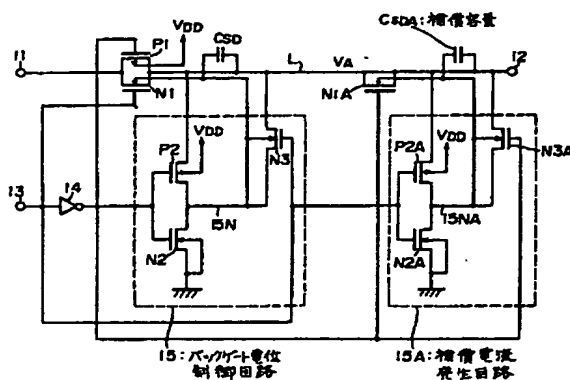 CSDA:補償容量
11
P1
VDD
CSD
L
VA
12
N1
N1A
P2
VDD
N3
P2A
VDD
N3A
13
14
15N
15NA
N2
N2A
15:バックゲート電位
制御回路
15A:補償電流
発生回路